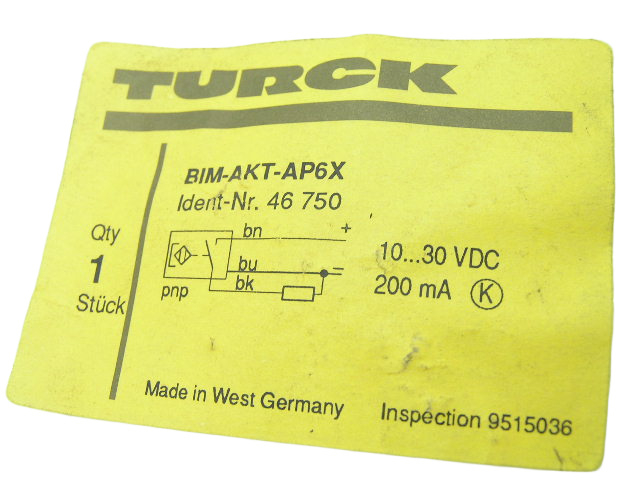 TURCK
BIM-AKT-AP6X
Ident-Nr. 46 750
Qty
1
Stück
bn
+
bu
–
bk
pnp
10...30 VDC
200 mA K
Made in West Germany
Inspection 9515036